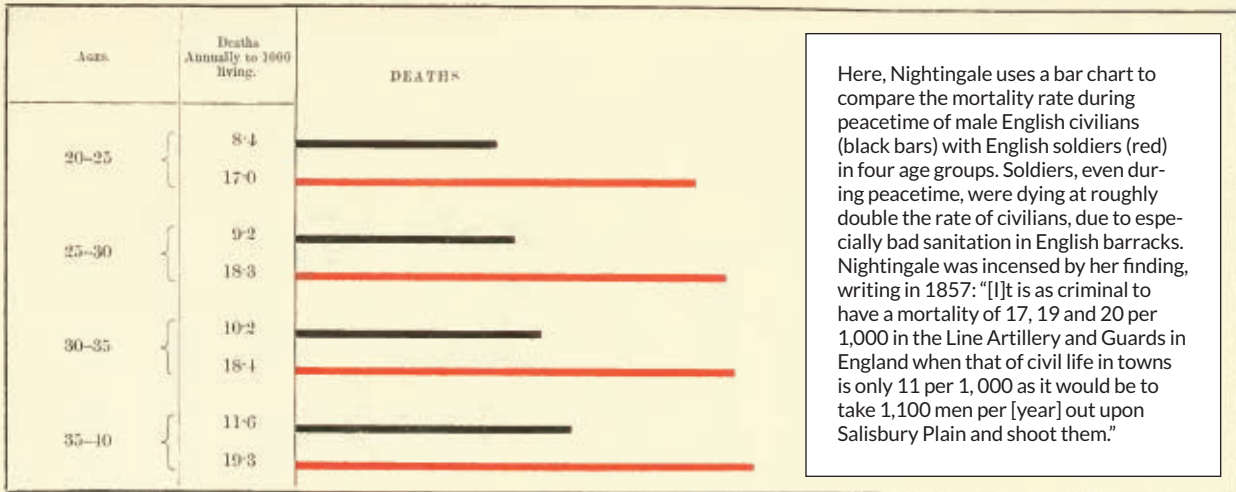 AGES.
Deaths
Annually to 1000
living.
DEATHS
20–25
8·4
17·0
25–30
9·2
18·3
30–35
10·2
18·4
35–40
11·6
19·3
Here, Nightingale uses a bar chart to
compare the mortality rate during
peacetime of male English civilians
(black bars) with English soldiers (red)
in four age groups. Soldiers, even dur-
ing peacetime, were dying at roughly
double the rate of civilians, due to espe-
cially bad sanitation in English barracks.
Nightingale was incensed by her finding,
writing in 1857: “[I]t is as criminal to
have a mortality of 17, 19 and 20 per
1,000 in the Line Artillery and Guards in
England when that of civil life in towns
is only 11 per 1, 000 as it would be to
take 1,100 men per [year] out upon
Salisbury Plain and shoot them.”